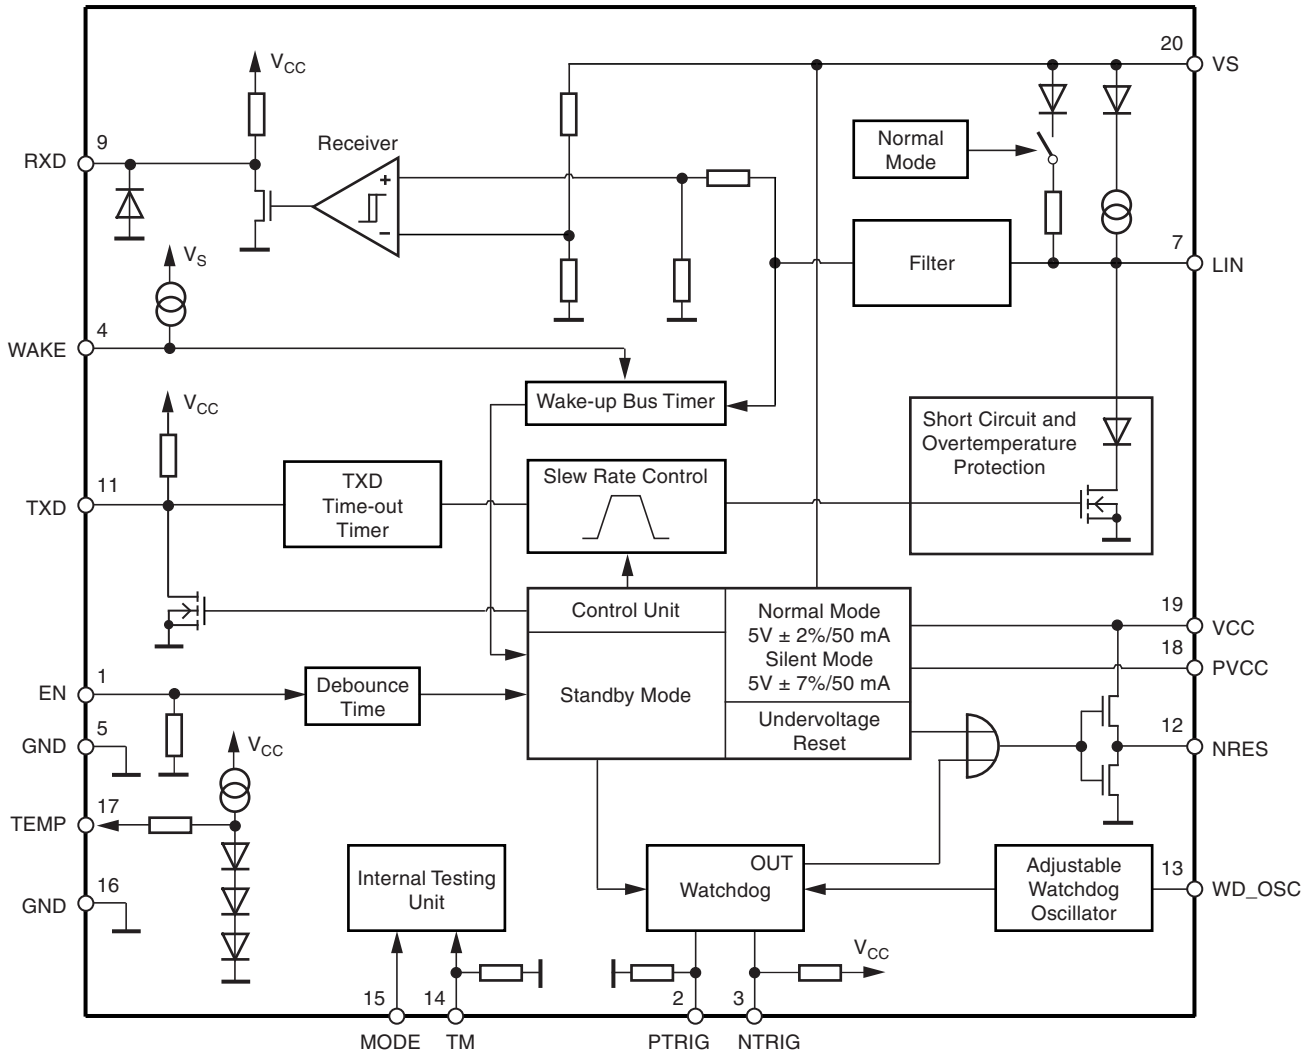 20
VS
VCC
9
RXD
Receiver
+
−
Normal
Mode
Filter
7
LIN
VS
4
WAKE
VCC
Wake-up Bus Timer
Short Circuit and
Overtemperature
Protection
11
TXD
TXD
Time-out
Timer
Slew Rate Control
Control Unit
Normal Mode
5V ± 2%/50 mA
Silent Mode
5V ± 7%/50 mA
19
VCC
18
PVCC
1
EN
Debounce
Time
Standby Mode
Undervoltage
Reset
12
NRES
5
GND
VCC
17
TEMP
16
GND
Internal Testing
Unit
OUT
Watchdog
Adjustable
Watchdog
Oscillator
13
WD_OSC
VCC
15
14
2
3
MODE
TM
PTRIG
NTRIG